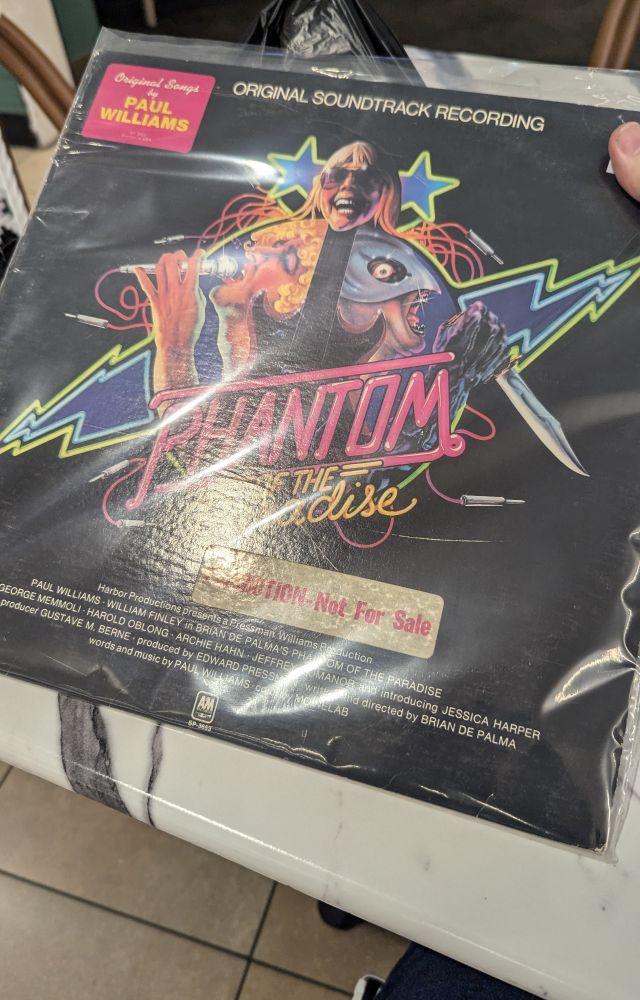 Original Songs
by
PAUL
WILLIAMS
ORIGINAL SOUNDTRACK RECORDING
PHANTOM
OF THE
Not For Sale
Harbor Productions presents a Pressman Williams Production
PAUL WILLIAMS · WILLIAM FINLEY in BRIAN DE PALMA'S PHANTOM OF THE PARADISE
GEORGE MEMMOLI · HAROLD OBLONG · ARCHIE HAHN · JEFFREY and introducing JESSICA HARPER
producer GUSTAVE M. BERNE · produced by EDWARD written and directed by BRIAN DE PALMA
words and music by PAUL WILLIAMS
AM
SP-3653